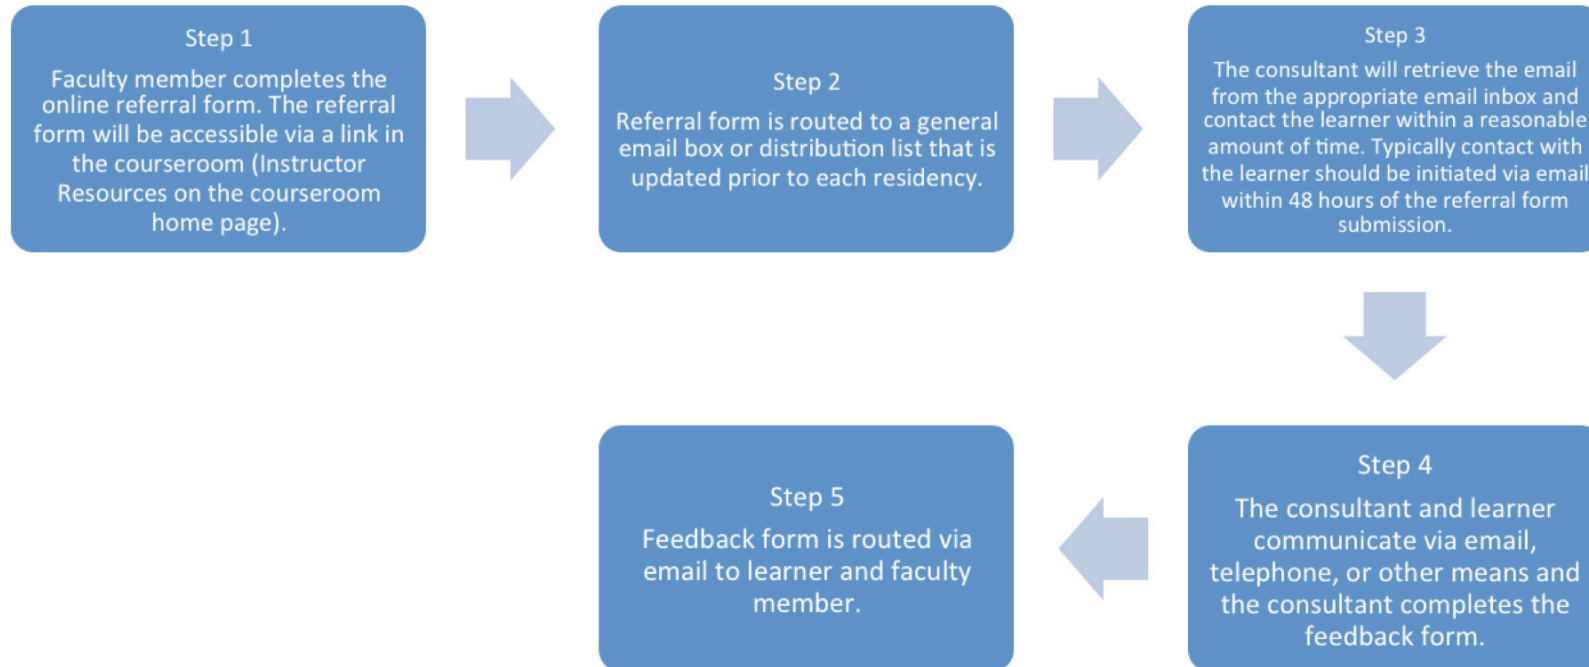 Step 1
Faculty member completes the
online referral form. The referral
form will be accessible via a link in
the courseroom (Instructor
Resources on the courseroom
home page).
Step 2
Referral form is routed to a general
email box or distribution list that is
updated prior to each residency.
Step 3
The consultant will retrieve the email
from the appropriate email inbox and
contact the learner within a reasonable
amount of time. Typically contact with
the learner should be initiated via email
within 48 hours of the referral form
submission.
Step 4
The consultant and learner
communicate via email,
telephone, or other means and
the consultant completes the
feedback form.
Step 5
Feedback form is routed via
email to learner and faculty
member.